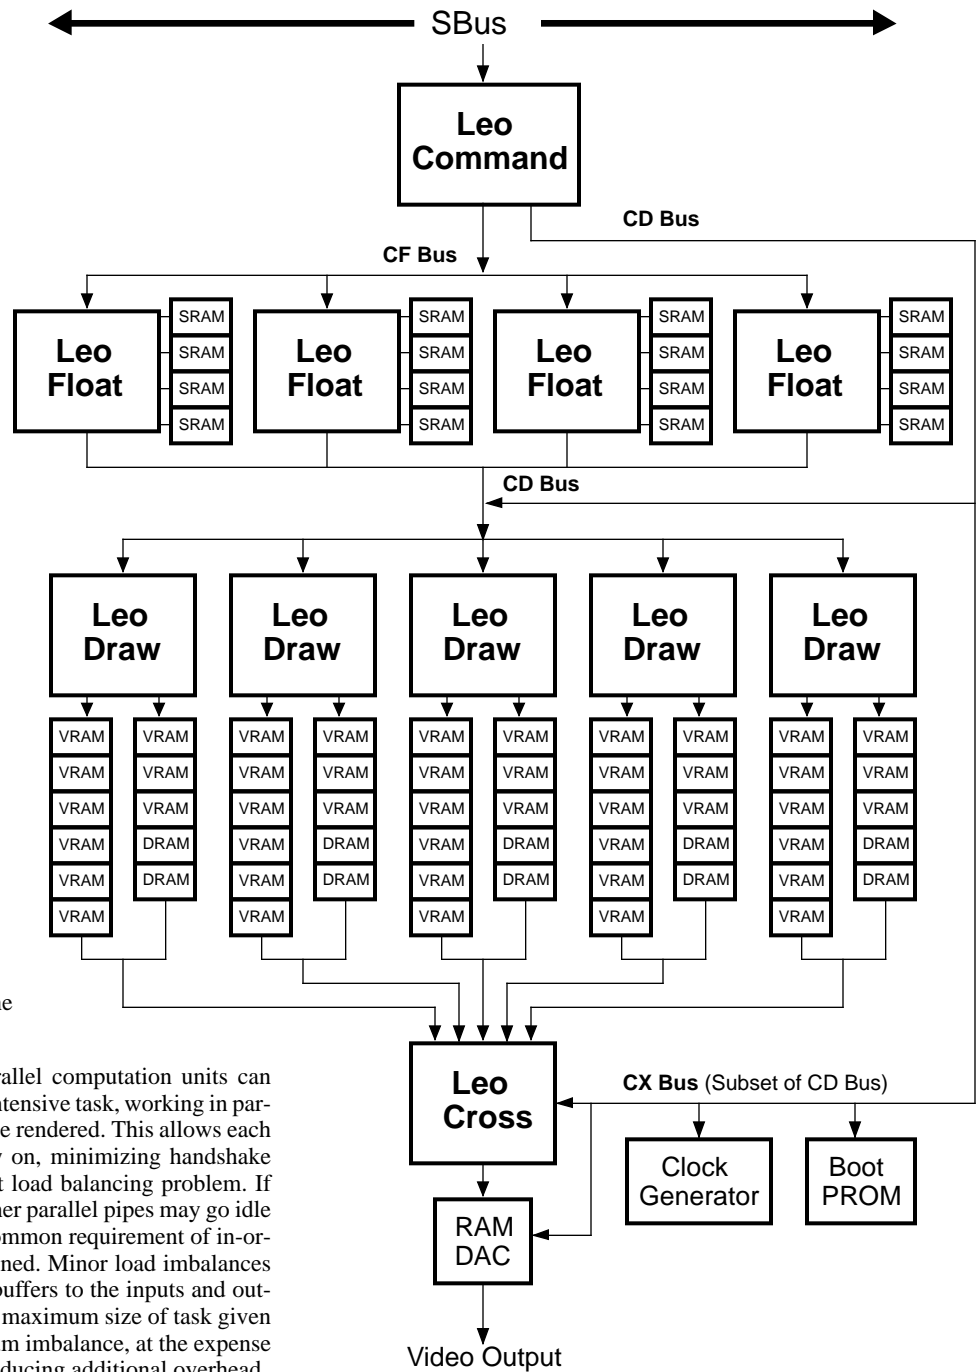 SBus
Leo
Command
CD Bus
CF Bus
Leo
Float
SRAM
SRAM
SRAM
SRAM
Leo
Float
SRAM
SRAM
SRAM
SRAM
Leo
Float
SRAM
SRAM
SRAM
SRAM
Leo
Float
SRAM
SRAM
SRAM
SRAM
CD Bus
Leo
Draw
Leo
Draw
Leo
Draw
Leo
Draw
Leo
Draw
VRAM
VRAM
VRAM
VRAM
VRAM
VRAM
VRAM
VRAM
VRAM
DRAM
DRAM
VRAM
VRAM
VRAM
VRAM
VRAM
VRAM
VRAM
VRAM
VRAM
DRAM
DRAM
VRAM
VRAM
VRAM
VRAM
VRAM
VRAM
VRAM
VRAM
VRAM
DRAM
DRAM
VRAM
VRAM
VRAM
VRAM
VRAM
VRAM
VRAM
VRAM
VRAM
DRAM
DRAM
VRAM
VRAM
VRAM
VRAM
VRAM
VRAM
VRAM
VRAM
VRAM
DRAM
DRAM
Leo
Cross
CX Bus (Subset of CD Bus)
Clock
Generator
Boot
PROM
RAM
DAC
Video Output
parallel computation units can
intensive task, working in par-
be rendered. This allows each
on, minimizing handshake
load balancing problem. If
parallel pipes may go idle
common requirement of in-or-
Minor load imbalances
buffers to the inputs and out-
maximum size of task given
imbalance, at the expense
additional overhead